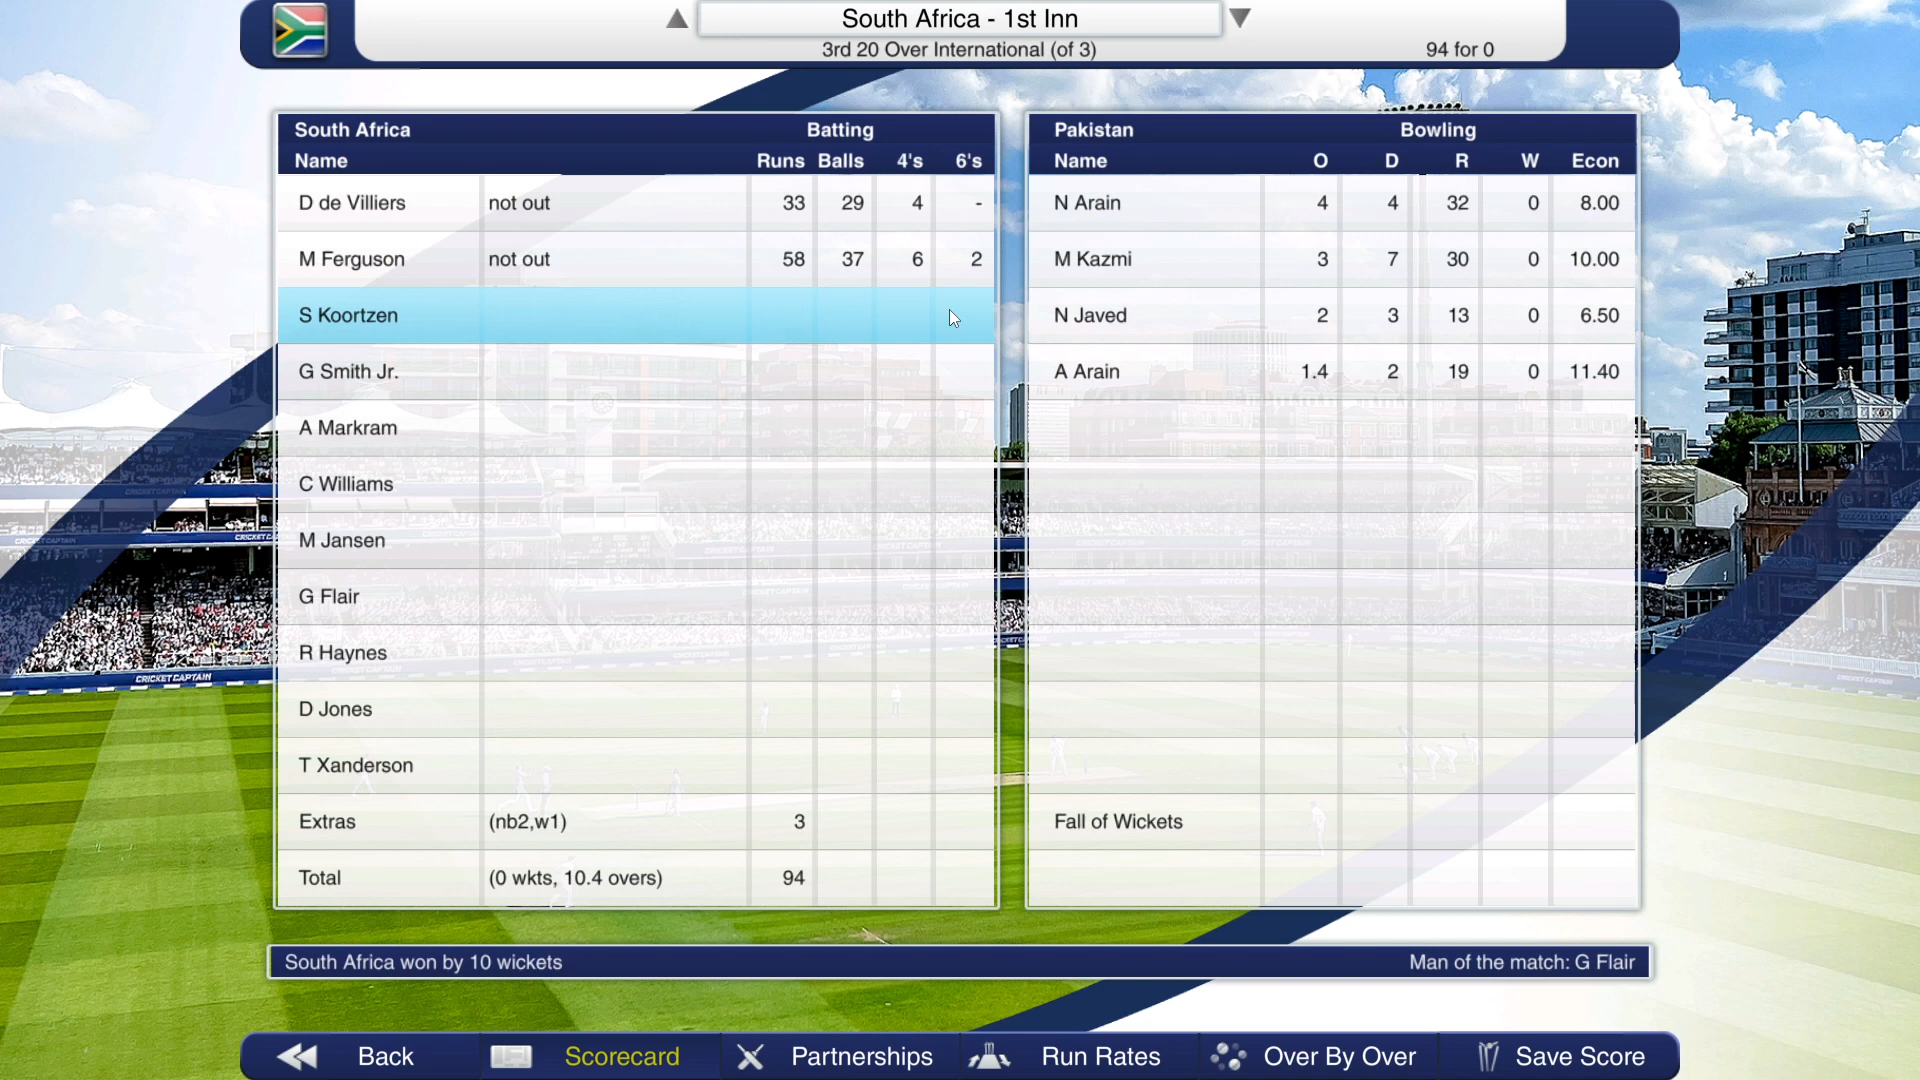 South Africa - 1st Inn
3rd 20 Over International (of 3) 94 for 0
South Africa Batting
Name Runs Balls 4's 6's
D de Villiers not out 33 29 4 -
M Ferguson not out 58 37 6 2
S Koortzen
G Smith Jr.
A Markram
C Williams
M Jansen
G Flair
R Haynes
D Jones
T Xanderson
Extras (nb2,w1) 3
Total (0 wkts, 10.4 overs) 94
Pakistan Bowling
Name O D R W Econ
N Arain 4 4 32 0 8.00
M Kazmi 3 7 30 0 10.00
N Javed 2 3 13 0 6.50
A Arain 1.4 2 19 0 11.40
Fall of Wickets
CRICKET CAPTAIN
South Africa won by 10 wickets Man of the match: G Flair
Back Scorecard Partnerships Run Rates Over By Over Save Score